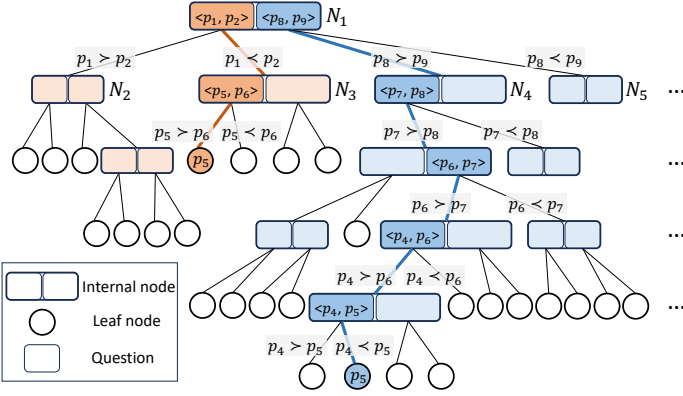 <p₁, p₂> <p₈, p₉> N₁
p₁ ≻ p₂ p₁ ≺ p₂ p₈ ≻ p₉ p₈ ≺ p₉
N₂ <p₅, p₆> N₃ <p₇, p₈> N₄ N₅ ...
p₅ ≻ p₆ p₅ ≺ p₆ p₇ ≻ p₈ p₇ ≺ p₈
p₅ <p₆, p₇> ...
p₆ ≻ p₇ p₆ ≺ p₇
<p₄, p₆> ...
p₄ ≻ p₆ p₄ ≺ p₆
<p₄, p₅> ...
p₄ ≻ p₅ p₄ ≺ p₅
p₅
Internal node
Leaf node
Question